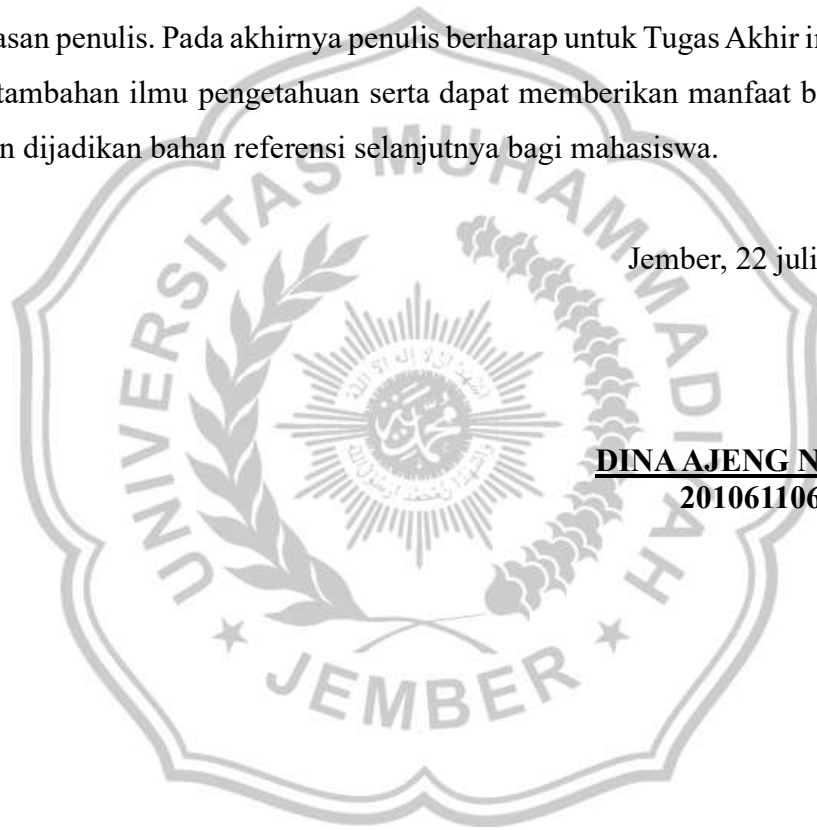 asan penulis. Pada akhirnya penulis berharap untuk Tugas Akhir in
tambahan ilmu pengetahuan serta dapat memberikan manfaat b
n dijadikan bahan referensi selanjutnya bagi mahasiswa.
UNIVERSITAS MUHAMMADIYAH
Jember, 22 juli
DINA AJENG N
201061106
★ JEMBER ★